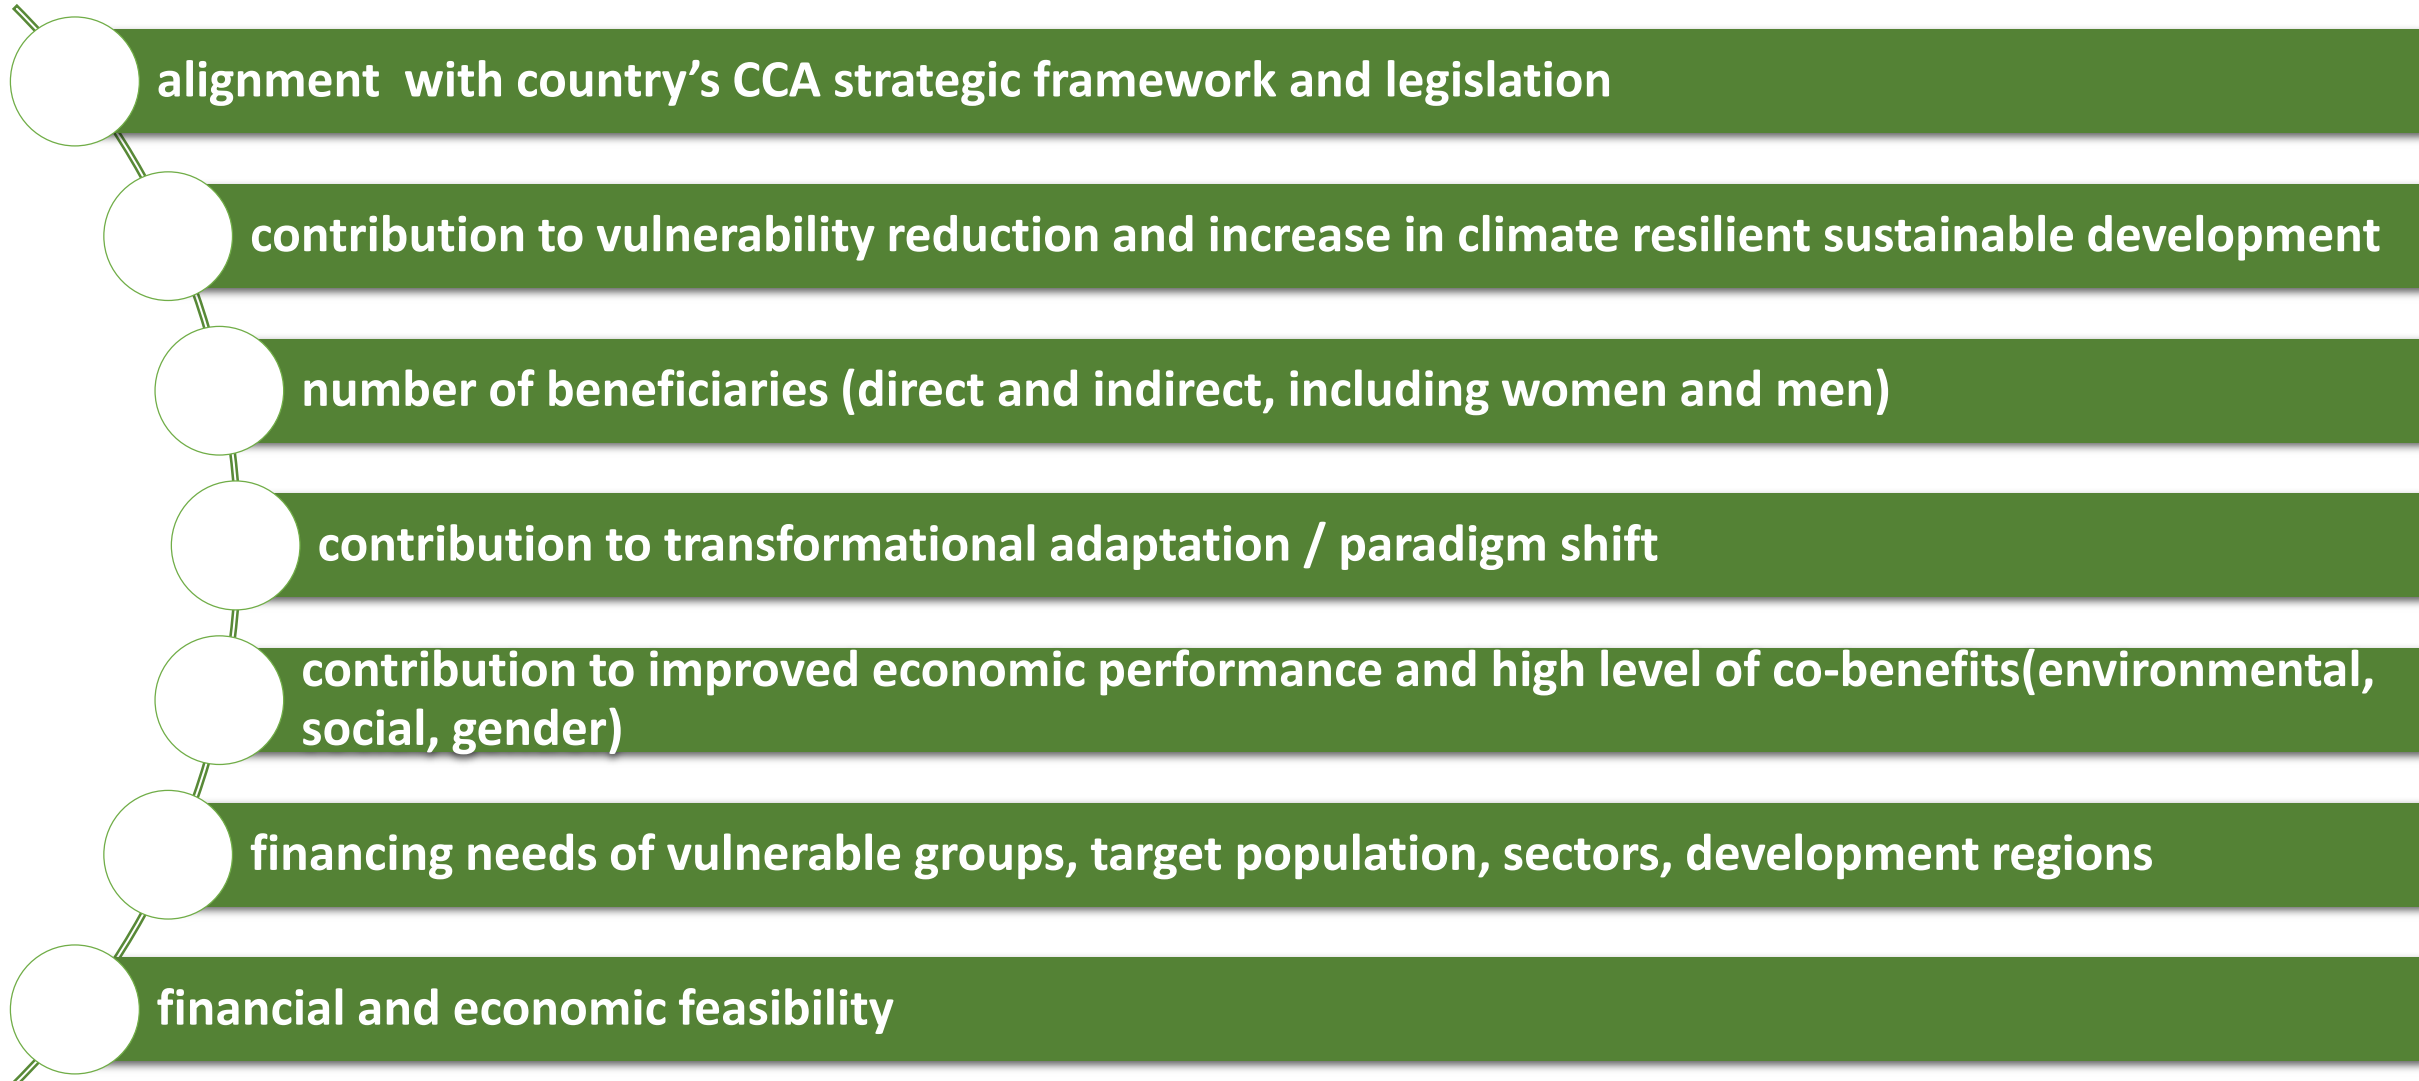 alignment  with country’s CCA strategic framework and legislation
contribution to vulnerability reduction and increase in climate resilient sustainable development
number of beneficiaries (direct and indirect, including women and men)
contribution to transformational adaptation / paradigm shift
contribution to improved economic performance and high level of co-benefits(environmental,
social, gender)
financing needs of vulnerable groups, target population, sectors, development regions
financial and economic feasibility